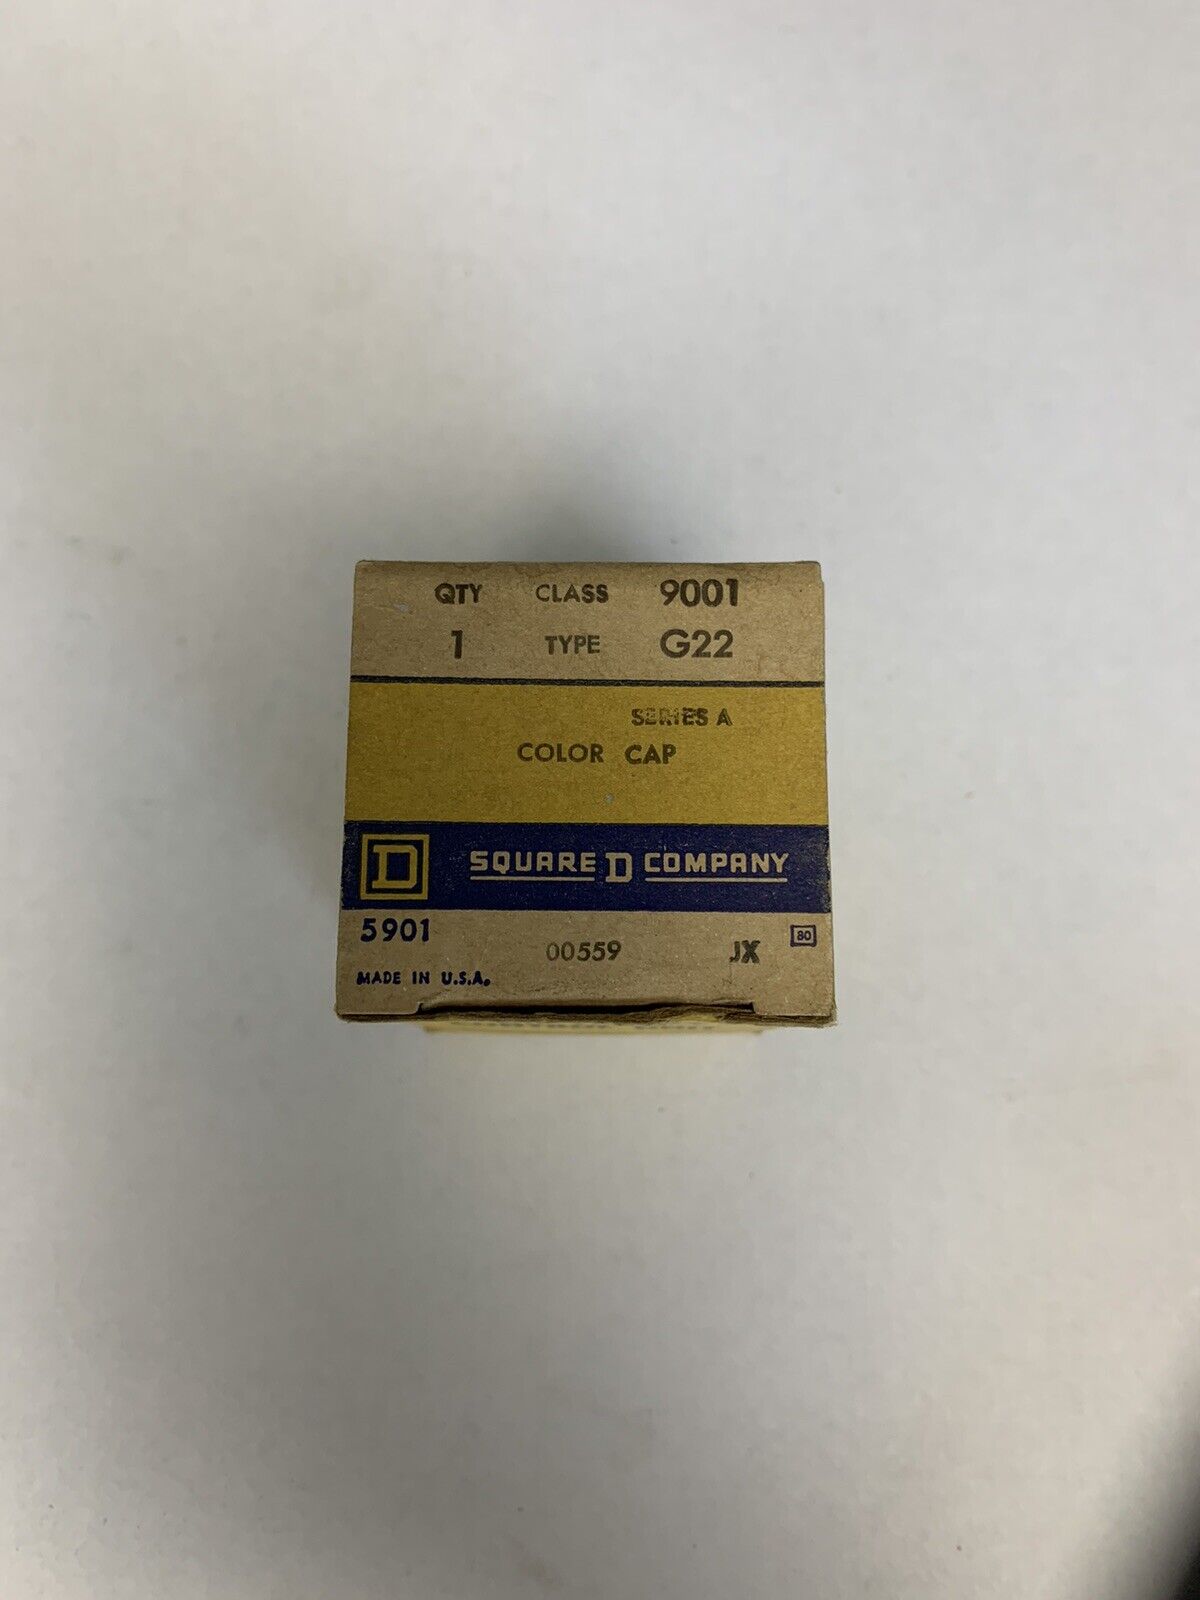 QTY CLASS 9001
1 TYPE G22
SERIES A
COLOR CAP
D SQUARE D COMPANY
5901 00559 JX 80
MADE IN U.S.A.